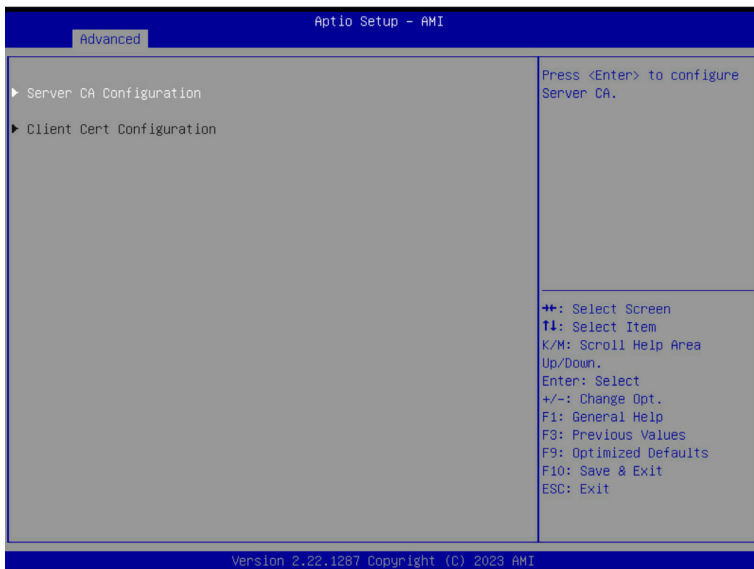 Aptio Setup – AMI
Advanced
▶ Server CA Configuration
▶ Client Cert Configuration
Press <Enter> to configure
Server CA.
→←: Select Screen
↑↓: Select Item
K/M: Scroll Help Area
Up/Down.
Enter: Select
+/-: Change Opt.
F1: General Help
F3: Previous Values
F9: Optimized Defaults
F10: Save & Exit
ESC: Exit
Version 2.22.1287 Copyright (C) 2023 AMI